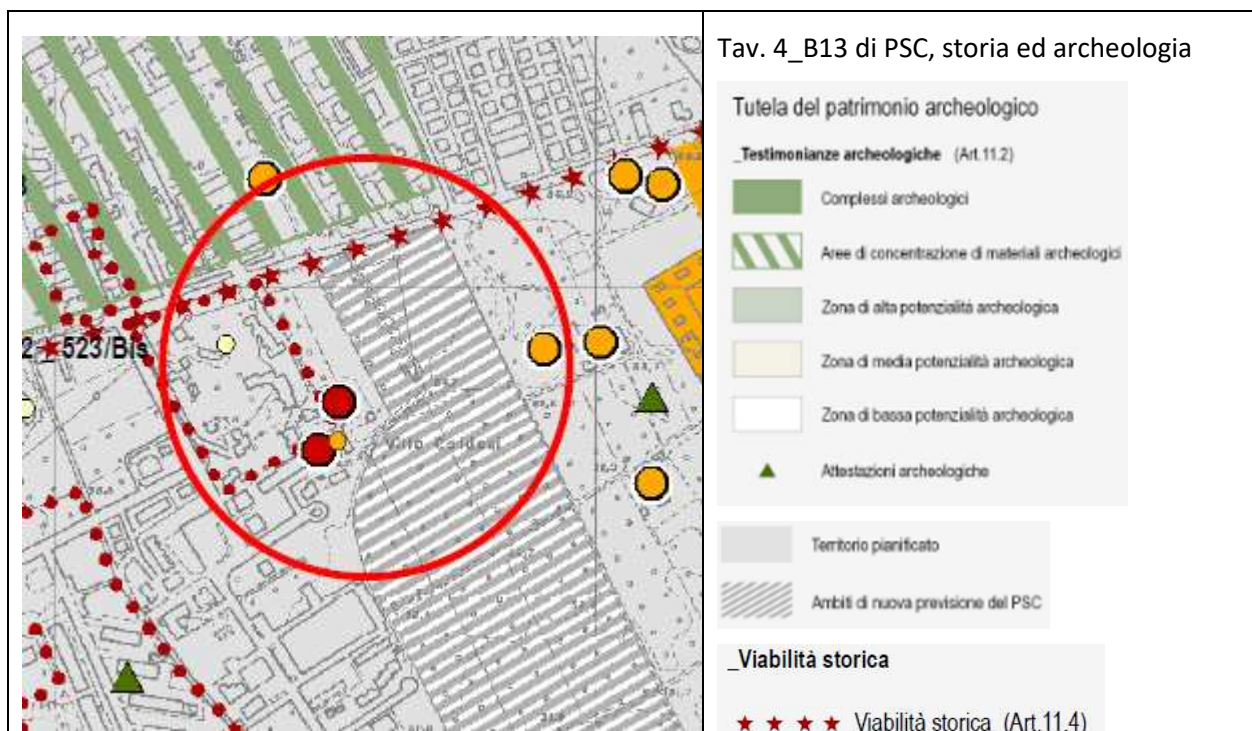 Tav. 4_B13 di PSC, storia ed archeologia
Tutela del patrimonio archeologico
_Testimonianze archeologiche (Art.11.2)
Complessi archeologici
Aree di concentrazione di materiali archeologici
Zona di alta potenzialità archeologica
Zona di media potenzialità archeologica
Zona di bassa potenzialità archeologica
Attestazioni archeologiche
Territorio pianificato
Ambiti di nuova previsione del PSC
_Viabilità storica
Viabilità storica (Art.11.4)
523/Bis
Villa Caldesi